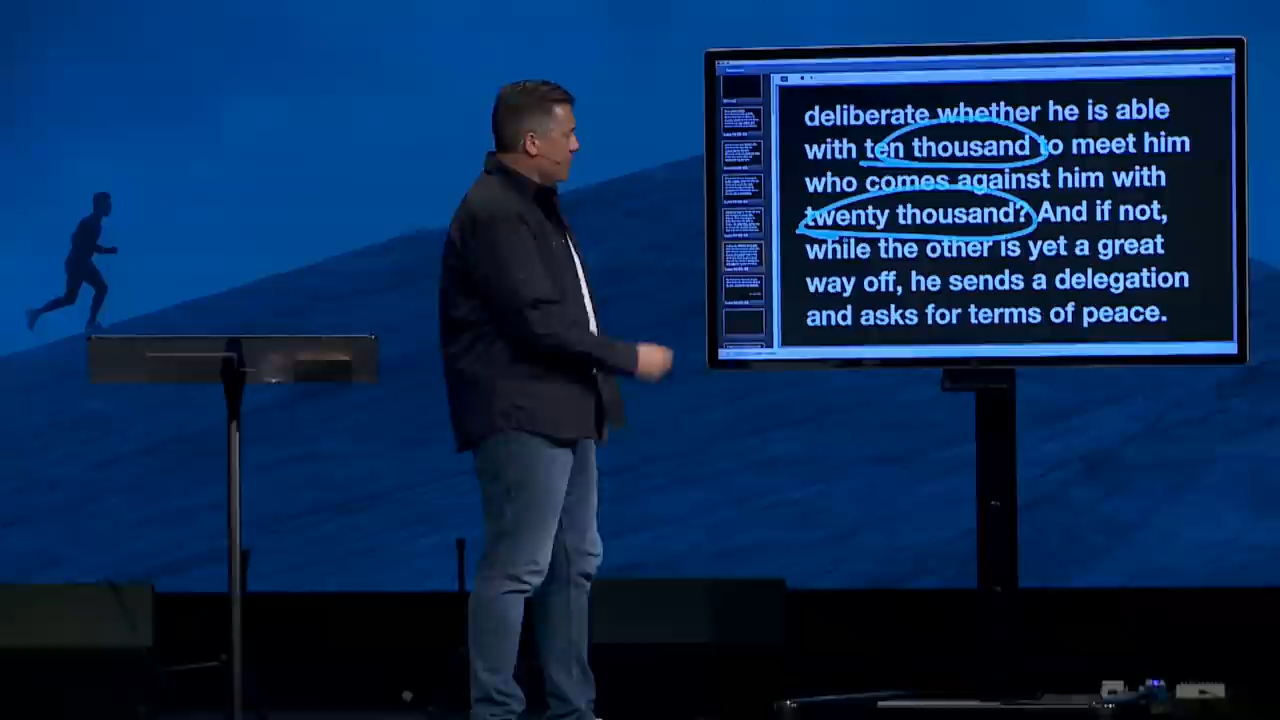 deliberate whether he is able
with ten thousand to meet him
who comes against him with
twenty thousand? And if not,
while the other is yet a great
way off, he sends a delegation
and asks for terms of peace.